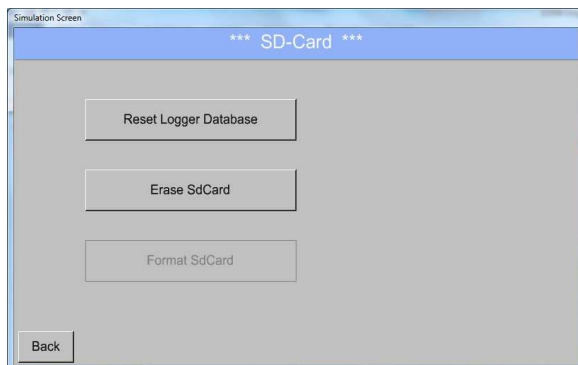 Simulation Screen
*** SD-Card ***
Reset Logger Database
Erase SdCard
Format SdCard
Back